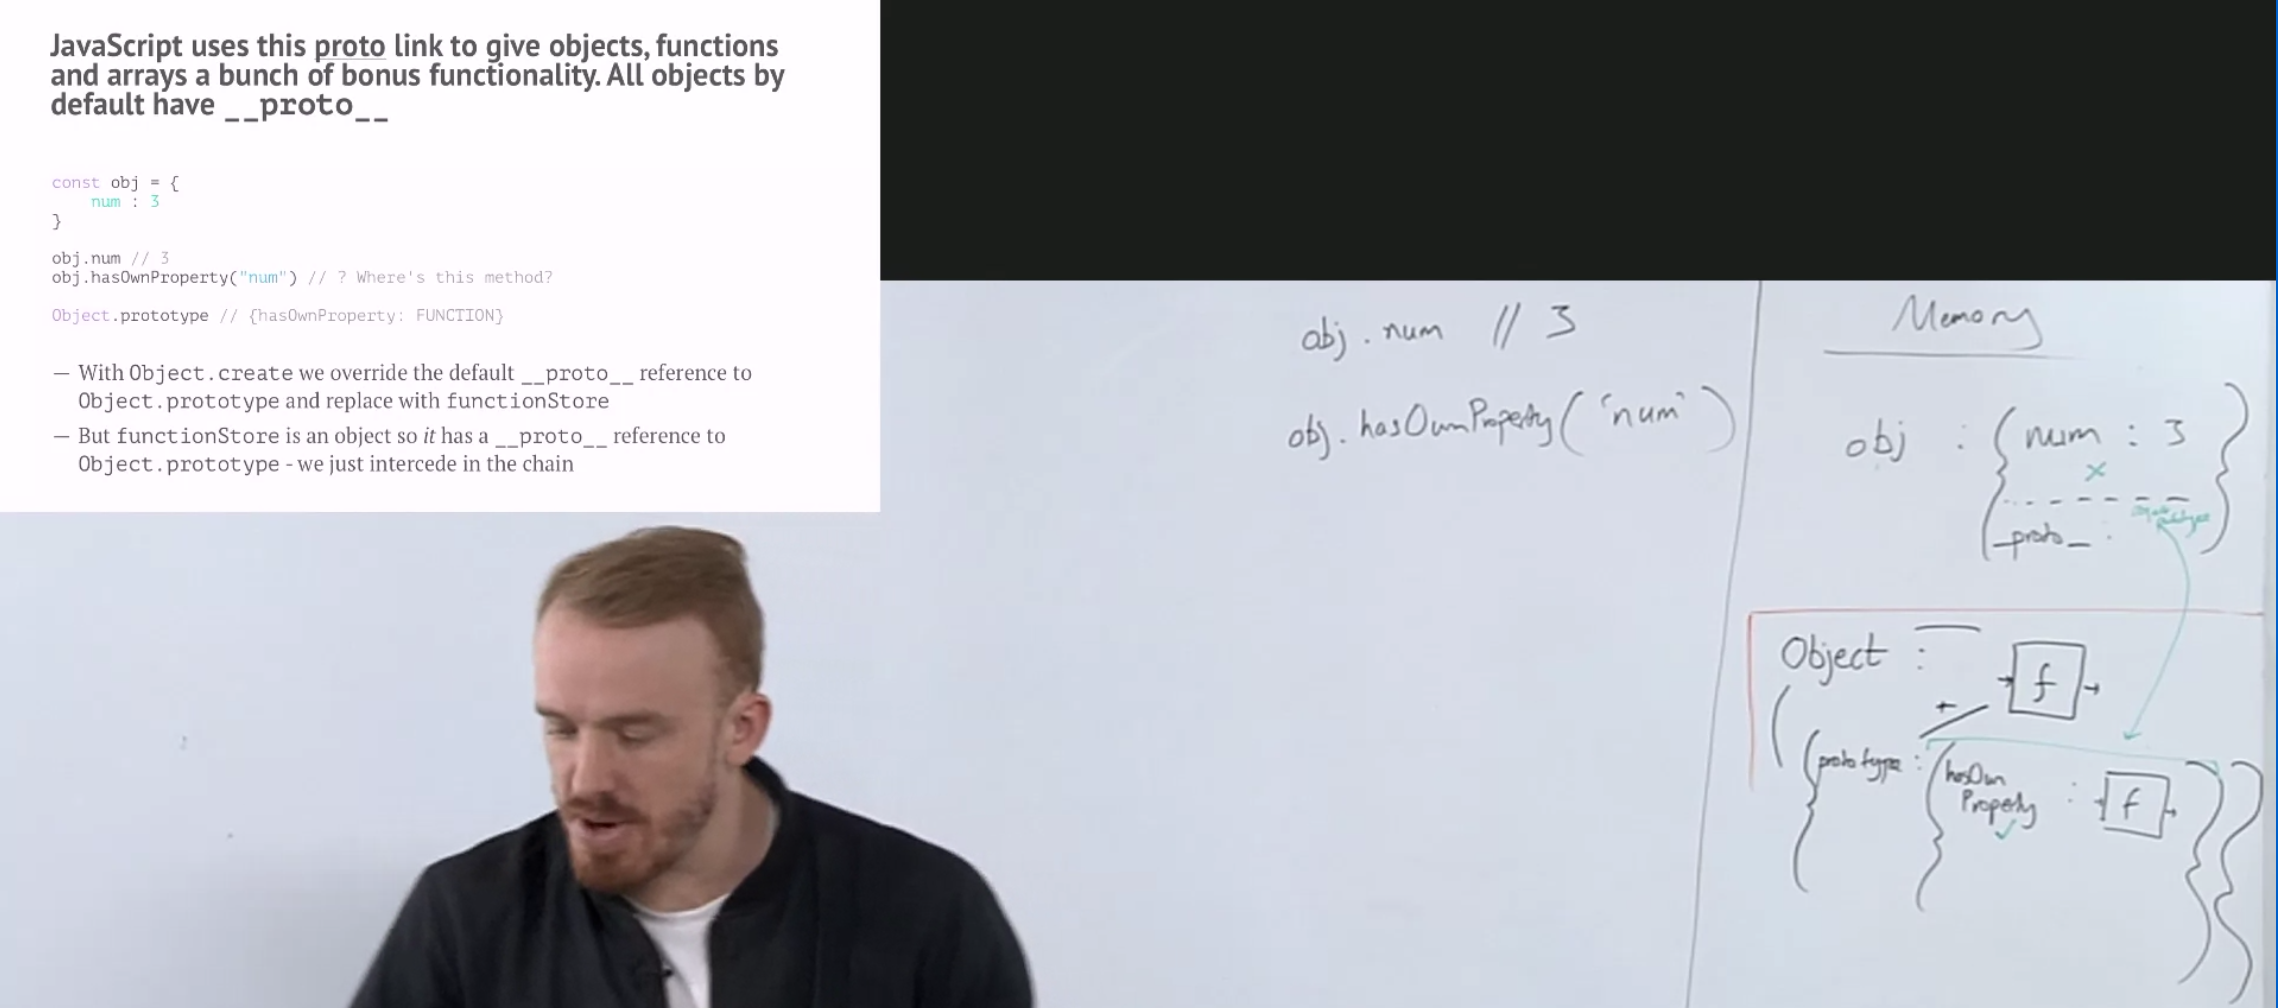 JavaScript uses this proto link to give objects, functions
and arrays a bunch of bonus functionality. All objects by
default have __proto__
const obj = {
num : 3
}
obj.num // 3
obj.hasOwnProperty("num") // ? Where's this method?
Object.prototype // {hasOwnProperty: FUNCTION}
— With Object.create we override the default __proto__ reference to
Object.prototype and replace with functionStore
— But functionStore is an object so it has a __proto__ reference to
Object.prototype - we just intercede in the chain
obj . num // 3
obj. hasOwnProperty( 'num' )
Memory
obj : { num : 3 }
_proto_ :
Object : f
+
{ prototype : { hasOwn
Property : f } }